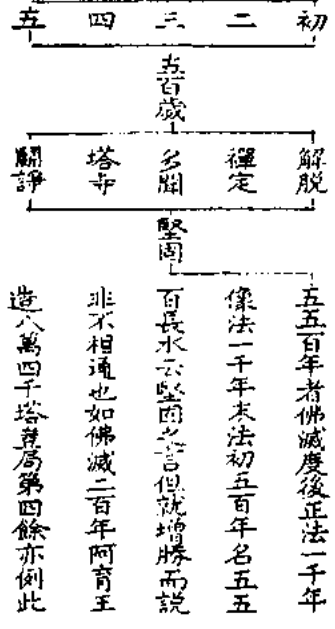 初
二
三
四
五
五百歲
解脫
禪定
多聞
塔寺
鬪諍
堅固
五五百年者佛滅度後正法一千年
像法一千年末法初五百年名五五
百長水云堅固之言但就增勝而說
非不相通也如佛滅二百年阿育王
造八萬四千塔豈局第四餘亦例此